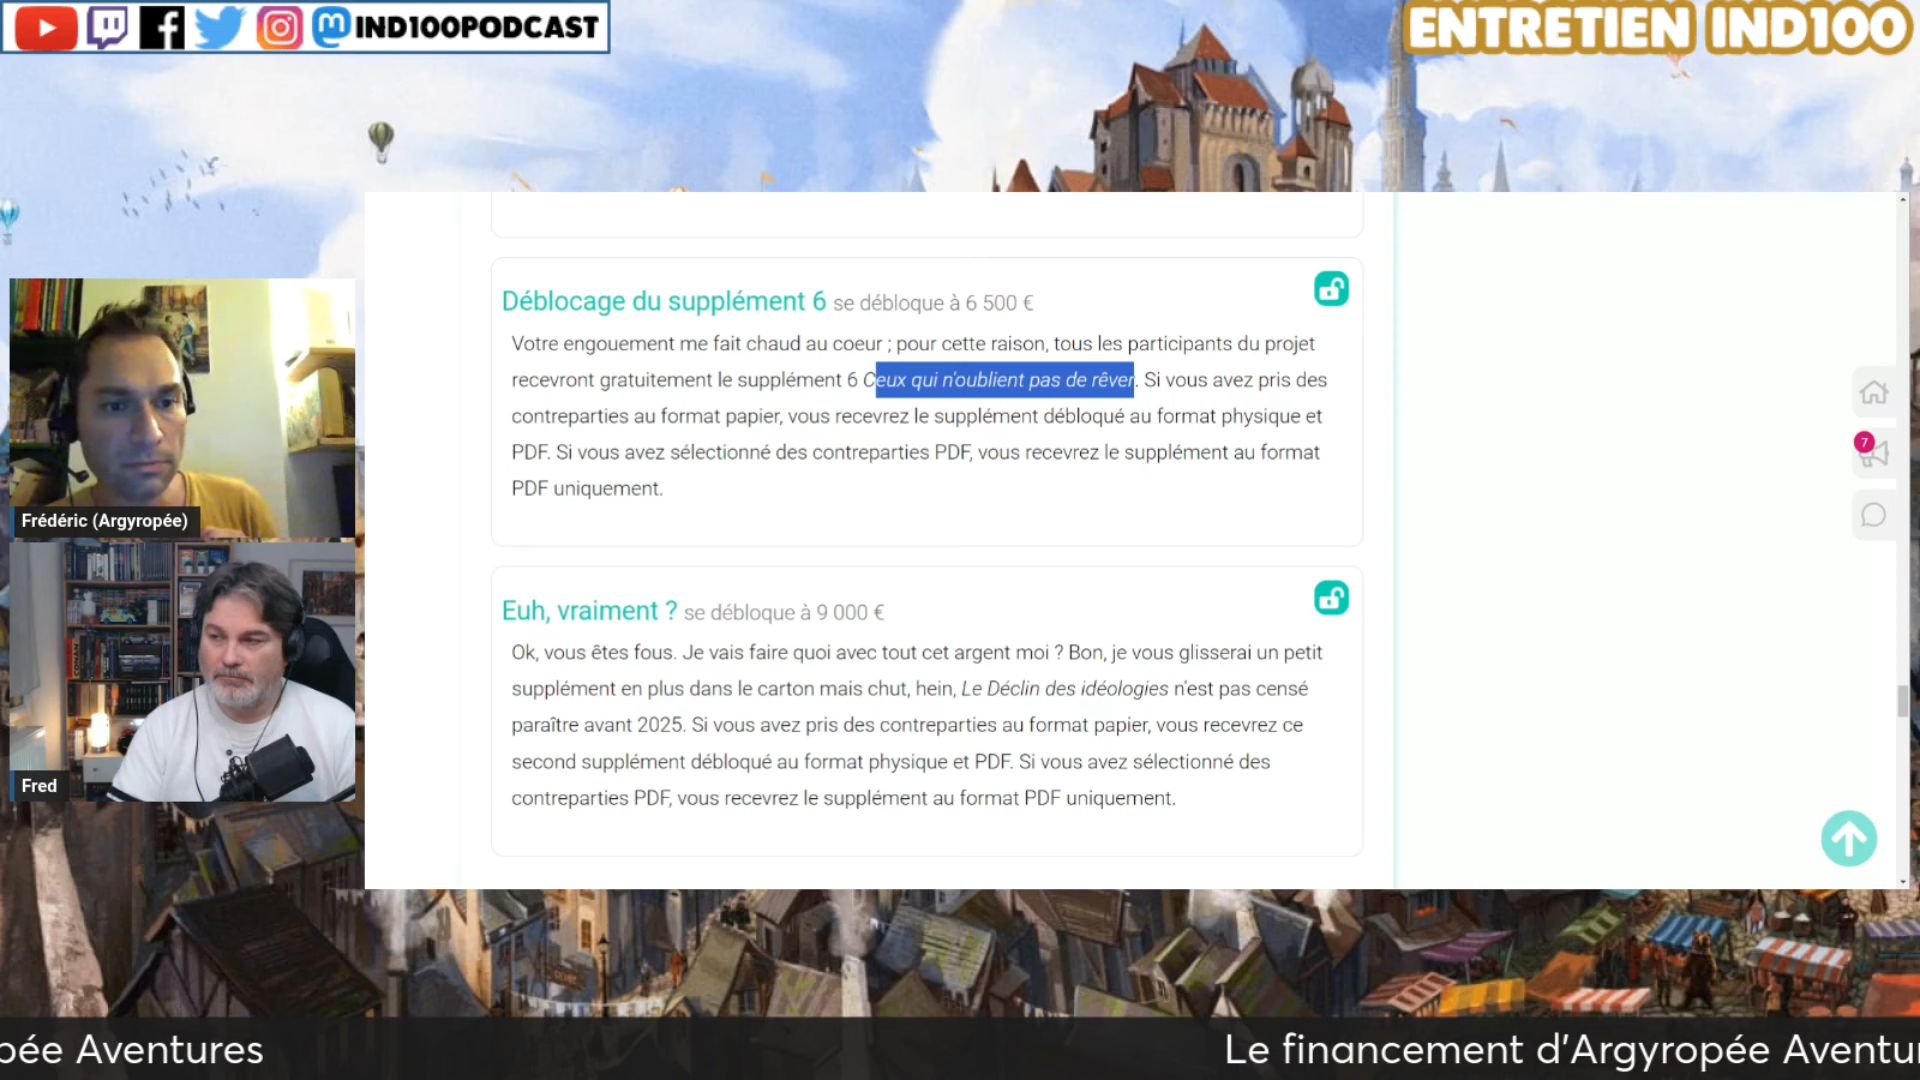 IND100PODCAST
ENTRETIEN IND100
Déblocage du supplément 6 se débloque à 6 500 €
Votre engouement me fait chaud au coeur ; pour cette raison, tous les participants du projet
recevront gratuitement le supplément 6 Ceux qui n'oublient pas de rêver. Si vous avez pris des
contreparties au format papier, vous recevrez le supplément débloqué au format physique et
PDF. Si vous avez sélectionné des contreparties PDF, vous recevrez le supplément au format
PDF uniquement.
7
Frédéric (Argyropée)
Euh, vraiment ? se débloque à 9 000 €
Ok, vous êtes fous. Je vais faire quoi avec tout cet argent moi ? Bon, je vous glisserai un petit
supplément en plus dans le carton mais chut, hein, Le Déclin des idéologies n'est pas censé
paraître avant 2025. Si vous avez pris des contreparties au format papier, vous recevrez ce
second supplément débloqué au format physique et PDF. Si vous avez sélectionné des
contreparties PDF, vous recevrez le supplément au format PDF uniquement.
CONAN
Fred
pée Aventures
Le financement d'Argyropée Aventu